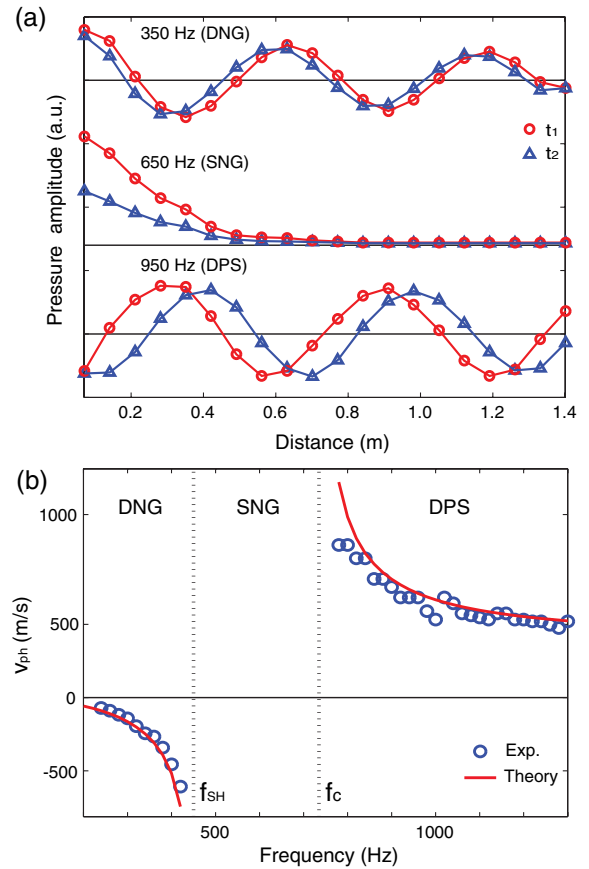 (a)
350 Hz (DNG)
650 Hz (SNG)
950 Hz (DPS)
t1
t2
Pressure amplitude (a.u.)
0.2 0.4 0.6 0.8 1.0 1.2 1.4
Distance (m)
(b)
DNG SNG DPS
1000
500
0
-500
vph (m/s)
fSH fC
Exp.
Theory
500 1000
Frequency (Hz)